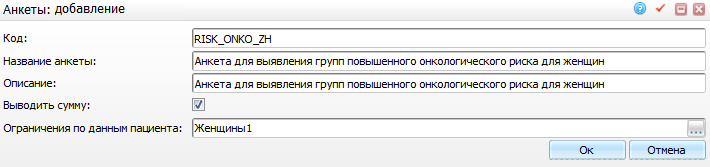 Анкеты: добавление
Код: RISK_ONKO_ZH
Название анкеты: Анкета для выявления групп повышенного онкологического риска для женщин
Описание: Анкета для выявления групп повышенного онкологического риска для женщин
Выводить сумму:
Ограничения по данным пациента: Женщины1 ...
Ок Отмена